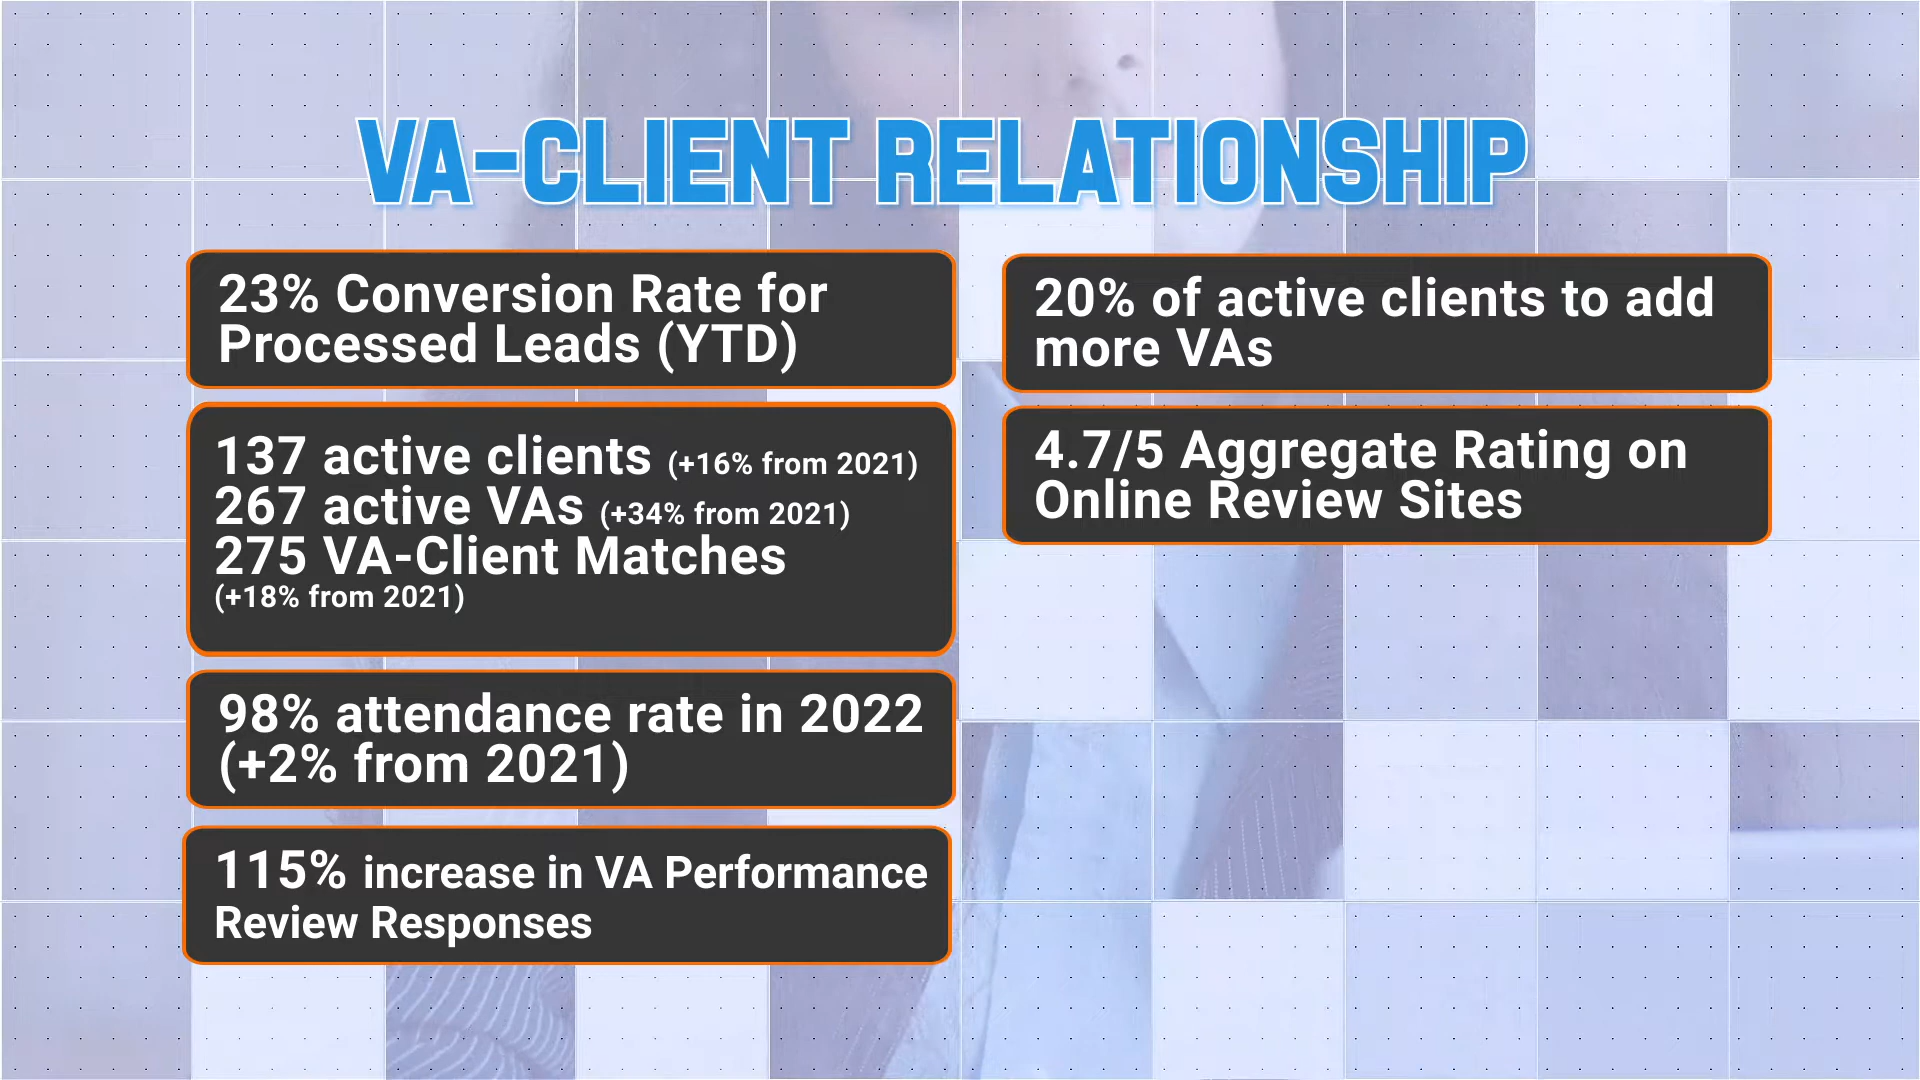 VA-CLIENT RELATIONSHIP
23% Conversion Rate for
Processed Leads (YTD)
137 active clients (+16% from 2021)
267 active VAs (+34% from 2021)
275 VA-Client Matches
(+18% from 2021)
98% attendance rate in 2022
(+2% from 2021)
115% increase in VA Performance
Review Responses
20% of active clients to add
more VAs
4.7/5 Aggregate Rating on
Online Review Sites